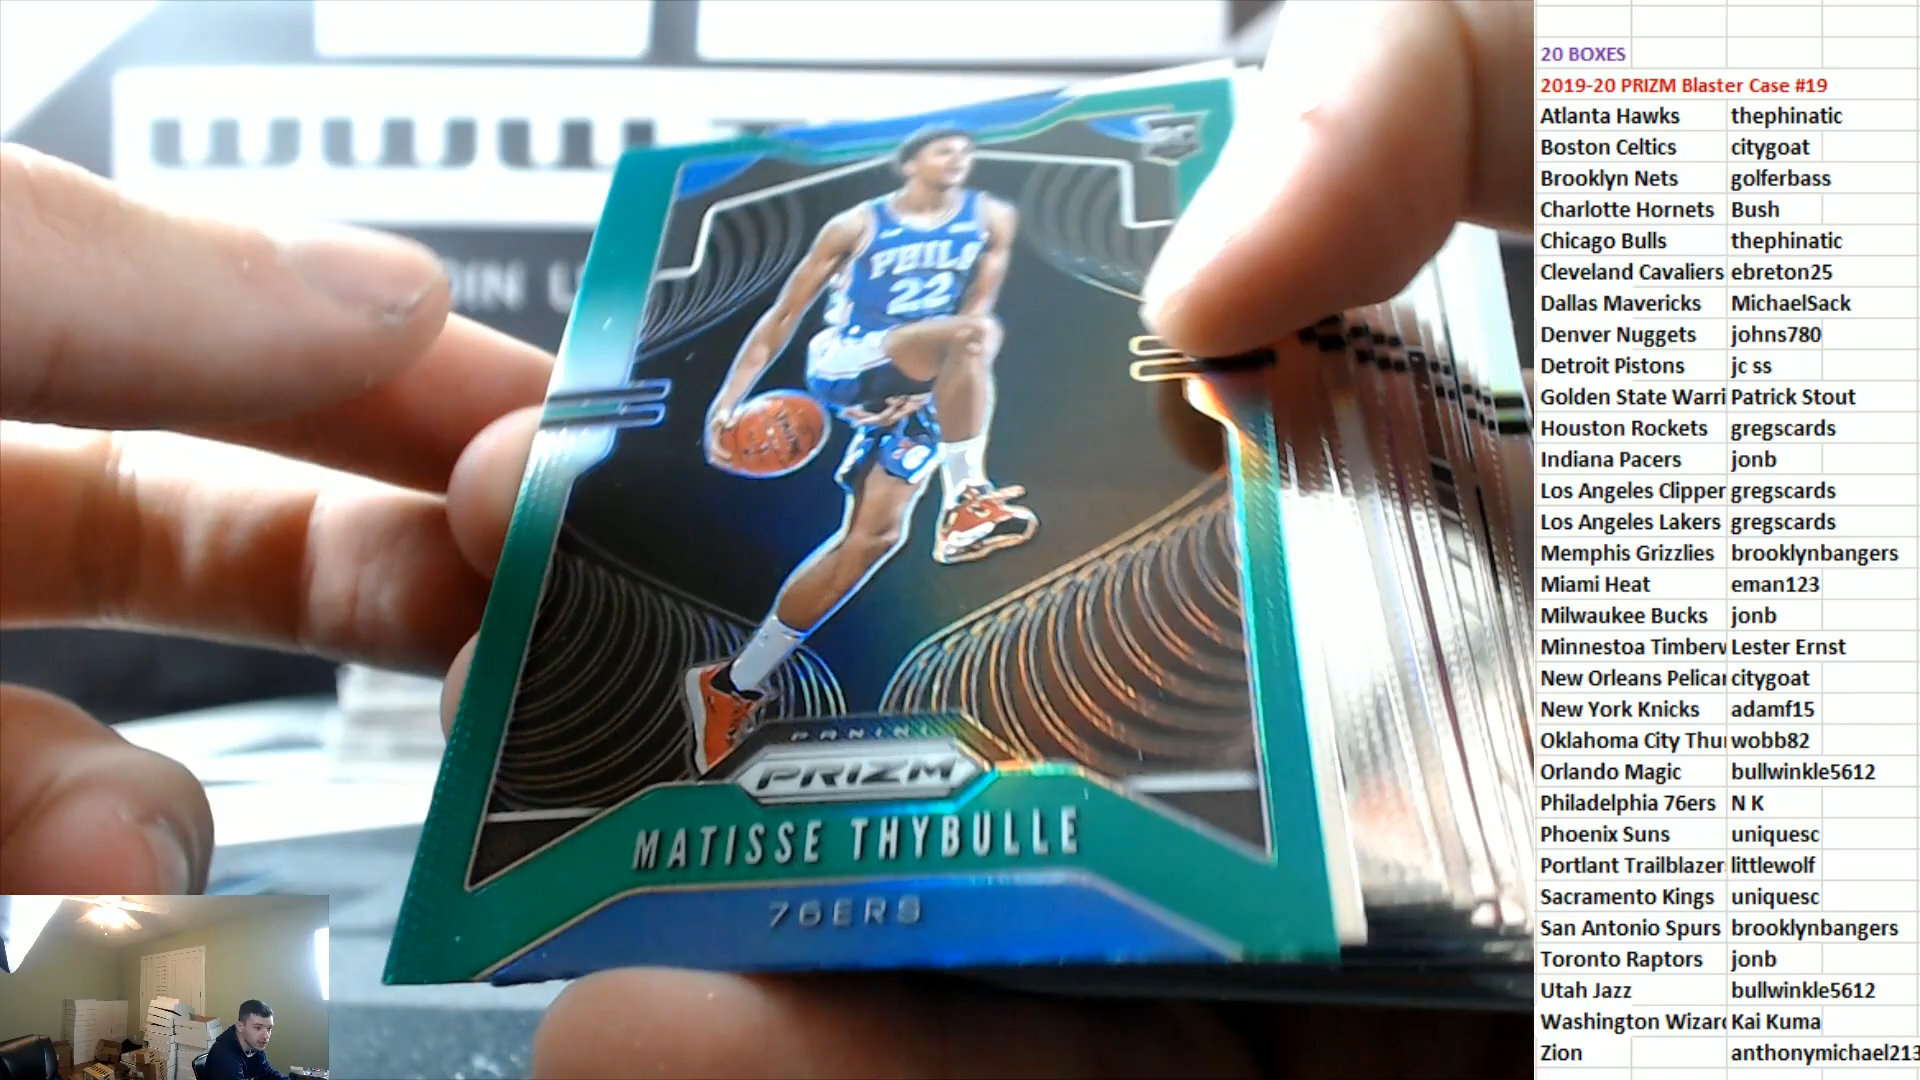 PHILA
22
RC
PANINI
PRIZM
MATISSE THYBULLE
76ERS
20 BOXES
2019-20 PRIZM Blaster Case #19
Atlanta Hawks thephinatic
Boston Celtics citygoat
Brooklyn Nets golferbass
Charlotte Hornets Bush
Chicago Bulls thephinatic
Cleveland Cavaliers ebreton25
Dallas Mavericks MichaelSack
Denver Nuggets johns780
Detroit Pistons jc ss
Golden State Warri Patrick Stout
Houston Rockets gregscards
Indiana Pacers jonb
Los Angeles Clipper gregscards
Los Angeles Lakers gregscards
Memphis Grizzlies brooklynbangers
Miami Heat eman123
Milwaukee Bucks jonb
Minnestoa Timberv Lester Ernst
New Orleans Pelica citygoat
New York Knicks adamf15
Oklahoma City Thu wobb82
Orlando Magic bullwinkle5612
Philadelphia 76ers N K
Phoenix Suns uniquesc
Portlant Trailblazer littlewolf
Sacramento Kings uniquesc
San Antonio Spurs brooklynbangers
Toronto Raptors jonb
Utah Jazz bullwinkle5612
Washington Wizar Kai Kuma
Zion anthonymichael213